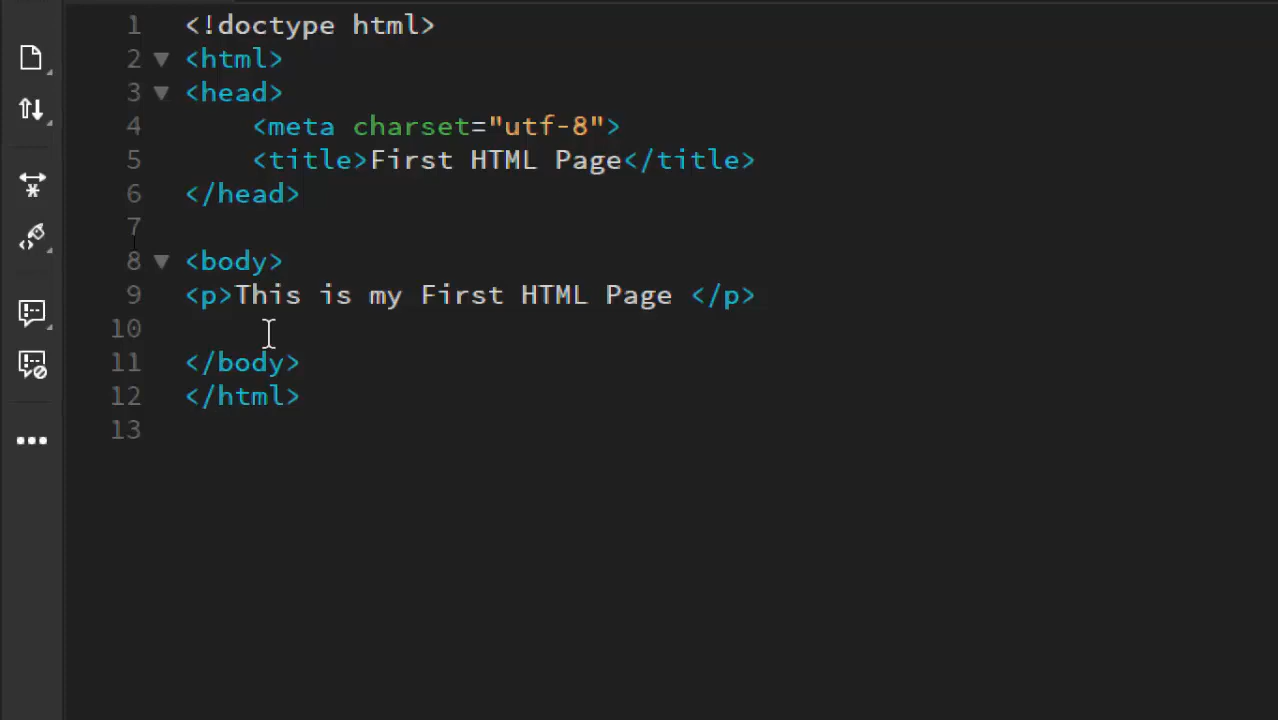 1 <!doctype html>
2 <html>
3 <head>
4 <meta charset="utf-8">
5 <title>First HTML Page</title>
6 </head>
7
8 <body>
9 <p>This is my First HTML Page </p>
10
11 </body>
12 </html>
13